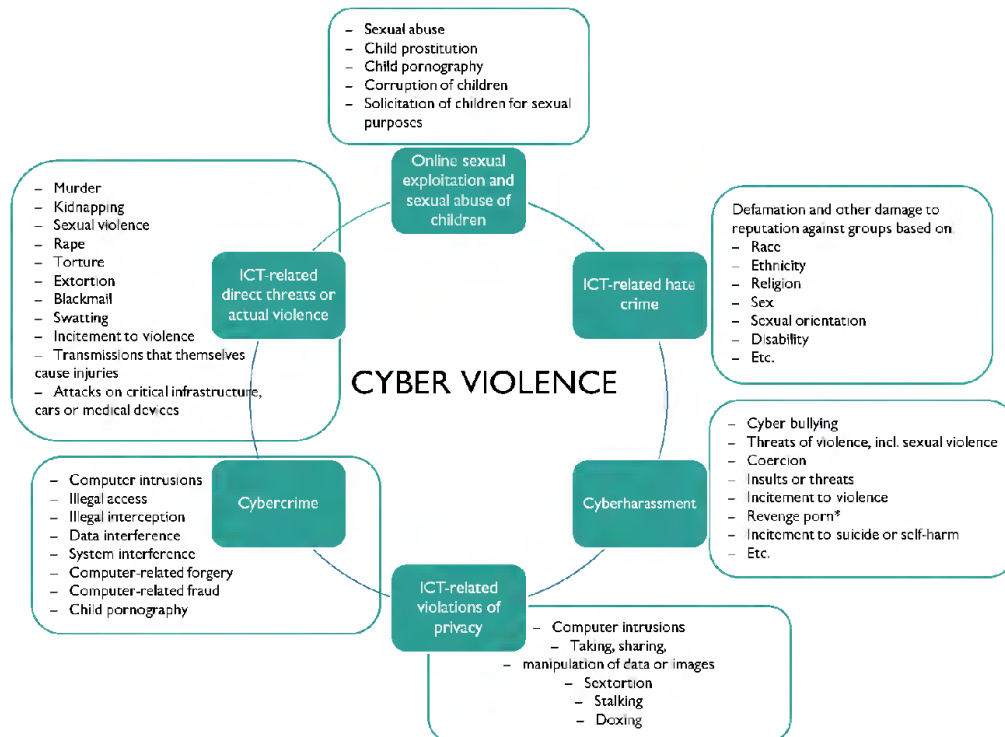 – Sexual abuse
– Child prostitution
– Child pornography
– Corruption of children
– Solicitation of children for sexual
purposes
Online sexual
exploitation and
sexual abuse of
children
– Murder
– Kidnapping
– Sexual violence
– Rape
– Torture
– Extortion
– Blackmail
– Swatting
– Incitement to violence
– Transmissions that themselves
cause injuries
– Attacks on critical infrastructure,
cars or medical devices
ICT-related
direct threats or
actual violence
ICT-related hate
crime
Defamation and other damage to
reputation against groups based on
– Race
– Ethnicity
– Religion
– Sex
– Sexual orientation
– Disability
– Etc.
CYBER VIOLENCE
– Computer intrusions
– Illegal access
– Illegal interception
– Data interference
– System interference
– Computer-related forgery
– Computer-related fraud
– Child pornography
Cybercrime
Cyberharassment
– Cyber bullying
– Threats of violence, incl. sexual violence
– Coercion
– Insults or threats
– Incitement to violence
– Revenge porn*
– Incitement to suicide or self-harm
– Etc.
ICT-related
violations of
privacy
– Computer intrusions
– Taking, sharing,
– manipulation of data or images
– Sextortion
– Stalking
– Doxing